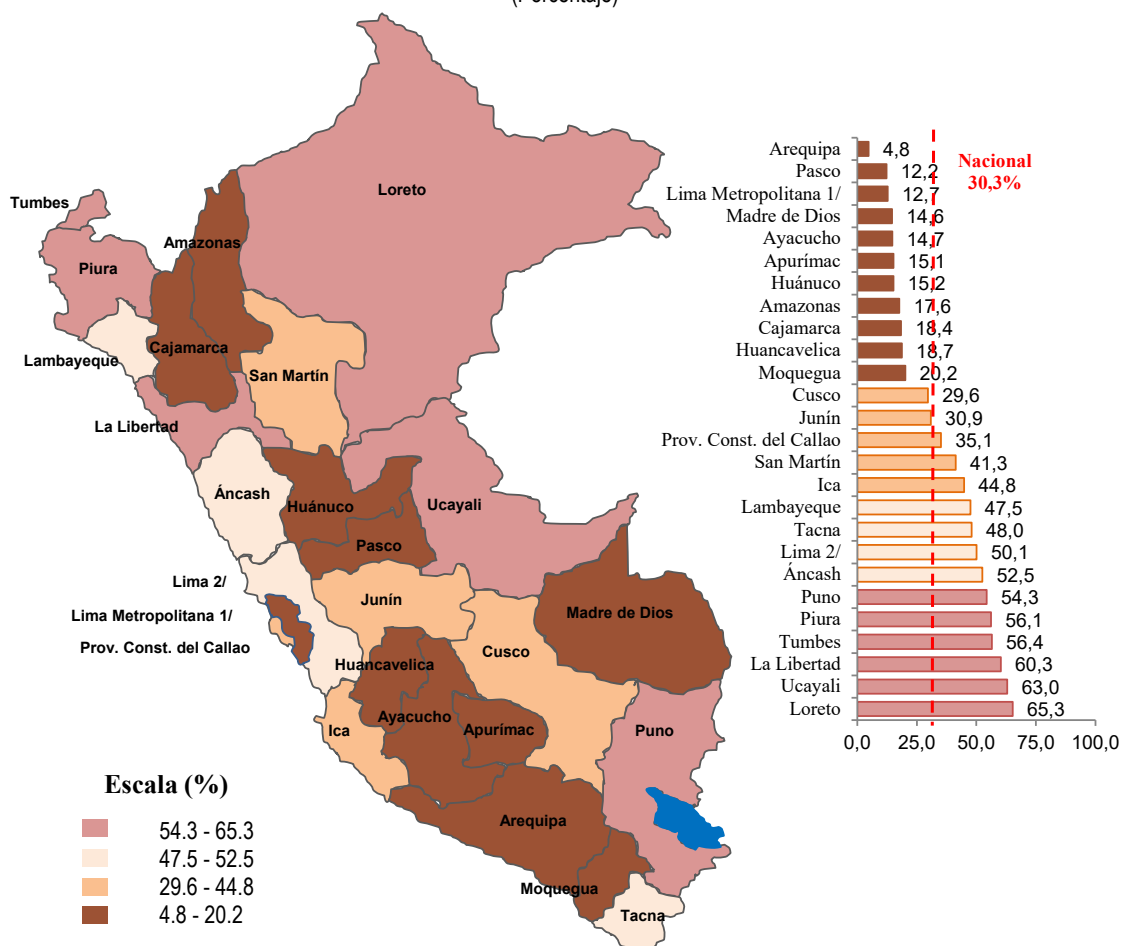 (Porcentaje)
Loreto
Tumbes
Amazonas
Piura
Lambayeque
Cajamarca
San Martín
La Libertad
Áncash
Huánuco
Ucayali
Pasco
Lima 2/
Junín
Madre de Dios
Lima Metropolitana 1/
Prov. Const. del Callao
Huancavelica
Cusco
Ayacucho
Apurímac
Ica
Puno
Arequipa
Moquegua
Tacna
Escala (%)
54.3 - 65.3
47.5 - 52.5
29.6 - 44.8
4.8 - 20.2
Nacional
30,3%
Arequipa 4,8
Pasco 12,2
Lima Metropolitana 1/ 12,7
Madre de Dios 14,6
Ayacucho 14,7
Apurímac 15,1
Huánuco 15,2
Amazonas 17,6
Cajamarca 18,4
Huancavelica 18,7
Moquegua 20,2
Cusco 29,6
Junín 30,9
Prov. Const. del Callao 35,1
San Martín 41,3
Ica 44,8
Lambayeque 47,5
Tacna 48,0
Lima 2/ 50,1
Áncash 52,5
Puno 54,3
Piura 56,1
Tumbes 56,4
La Libertad 60,3
Ucayali 63,0
Loreto 65,3
0,0 25,0 50,0 75,0 100,0